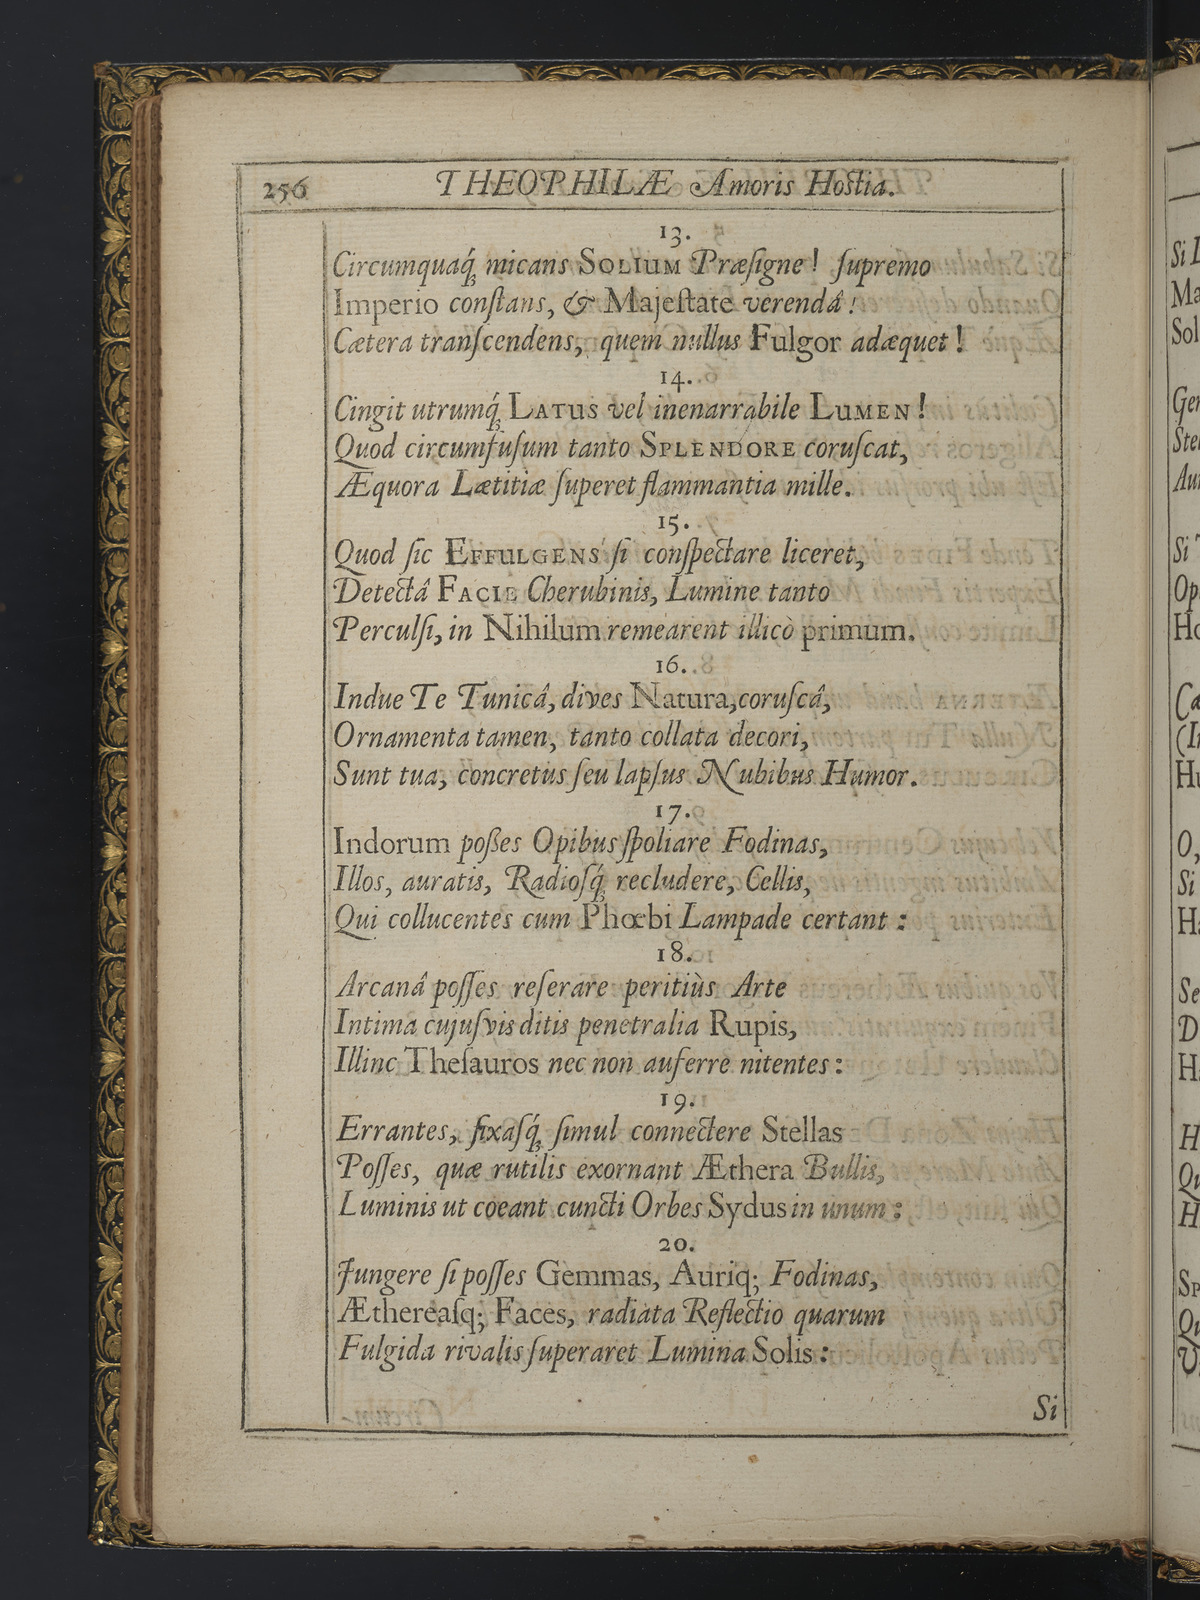 256 THEOPHILÆ Amoris Hostia.
13.
Circumquaq́; micans SOLIUM Præſigne! ſupremo
Imperio conſtans, & Majeſtate verendâ!
Cætera tranſcendens, quem nullus Fulgor adæquet!
14.
Cingit utrumq́; LATUS vel inenarrabile LUMEN!
Quod circumfuſum tanto SPLENDORE coruſcat,
Æquora Lætitiæ ſuperet flammantia mille.
15.
Quod ſic EFFULGENS ſi conſpectare liceret,
Detectâ FACIE Cherubinis, Lumine tanto
Perculſi, in Nihilum remearent illicò primum.
16.
Indue Te Tunicâ, dives Natura, coruſcâ,
Ornamenta tamen, tanto collata decori,
Sunt tua, concretus ſeu lapſus Nubibus Humor.
17.
Indorum poßes Opibus ſpoliare Fodinas,
Illos, auratis, Radioſq́; recludere, Cellis,
Qui collucentes cum Phœbi Lampade certant:
18.
Arcanâ poſſes reſerare peritiùs Arte
Intima cujuſvis ditis penetralia Rupis,
Illinc Theſauros nec non auferre nitentes:
19.
Errantes, fixaſq́; ſimul connectere Stellas
Poſſes, quæ rutilis exornant Æthera Bullis,
Luminis ut coeant cuncti Orbes Sydus in unum:
20.
Jungere ſi poſſes Gemmas, Auriq; Fodinas,
Æthereaſq; Faces, radiata Reflectio quarum
Fulgida rivalis ſuperaret Lumina Solis:
Si